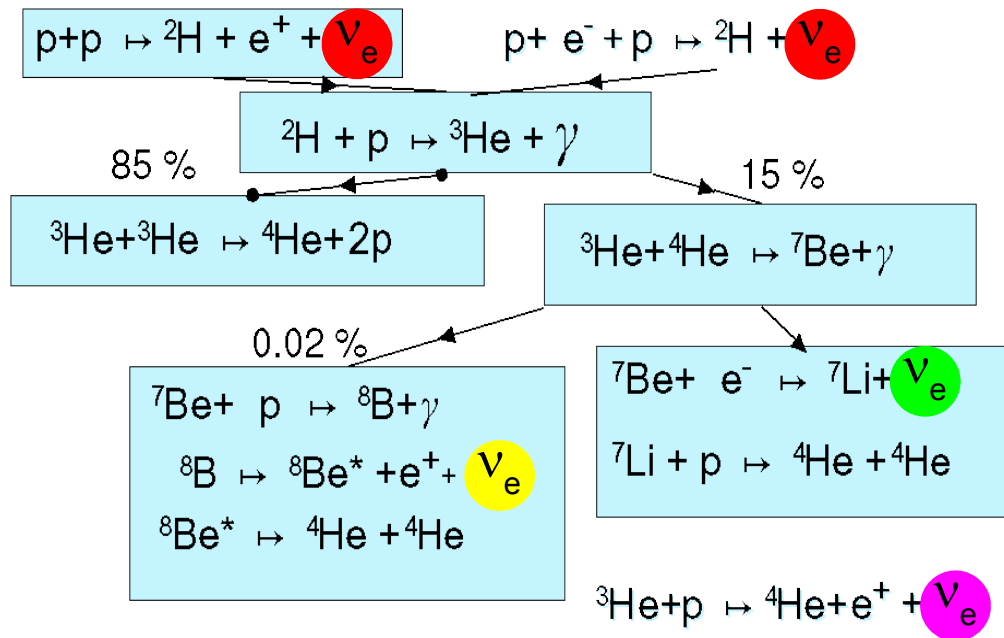 p+p ↦ ²H + e⁺ + νₑ
p+ e⁻ + p ↦ ²H + νₑ
²H + p ↦ ³He + γ
85 %
15 %
³He+³He ↦ ⁴He+2p
³He+⁴He ↦ ⁷Be+γ
0.02 %
⁷Be+ p ↦ ⁸B+γ
⁸B ↦ ⁸Be* +e⁺+ νₑ
⁸Be* ↦ ⁴He +⁴He
⁷Be+ e⁻ ↦ ⁷Li+ νₑ
⁷Li + p ↦ ⁴He +⁴He
³He+p ↦ ⁴He+e⁺ + νₑ